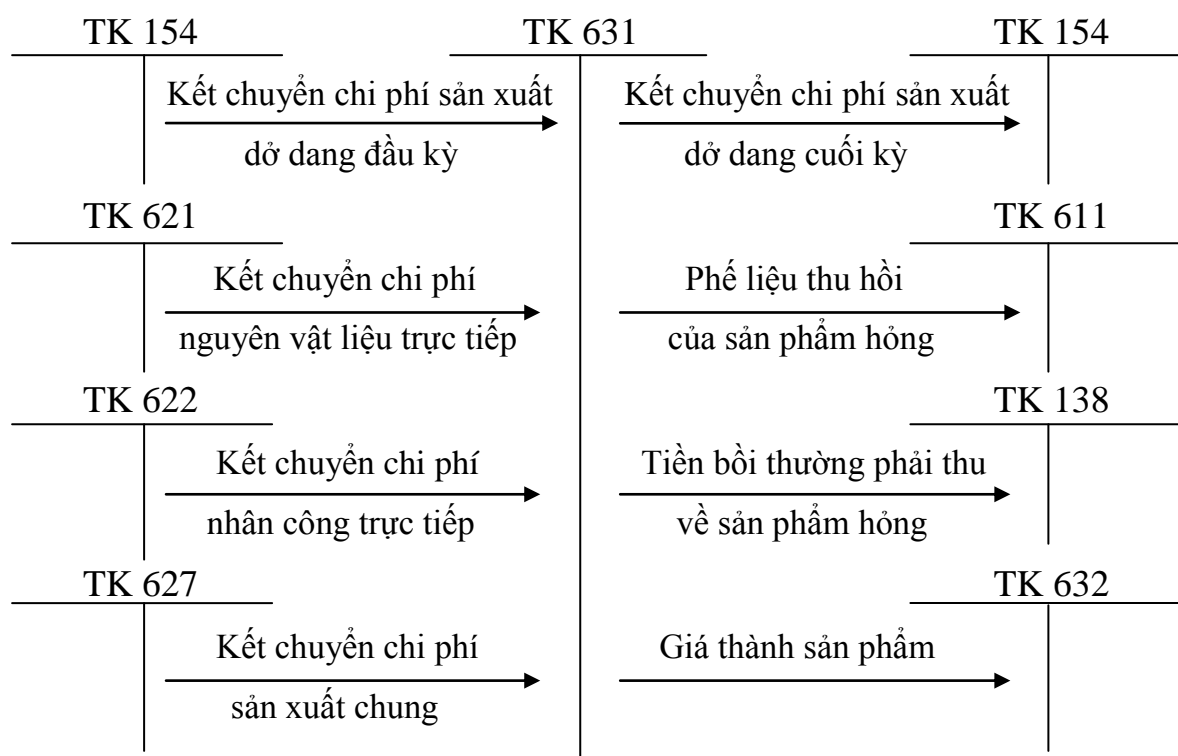 TK 154 TK 631 TK 154
Kết chuyển chi phí sản xuất Kết chuyển chi phí sản xuất
dở dang đầu kỳ dở dang cuối kỳ
TK 621 TK 611
Kết chuyển chi phí Phế liệu thu hồi
nguyên vật liệu trực tiếp của sản phẩm hỏng
TK 622 TK 138
Kết chuyển chi phí Tiền bồi thường phải thu
nhân công trực tiếp về sản phẩm hỏng
TK 627 TK 632
Kết chuyển chi phí Giá thành sản phẩm
sản xuất chung